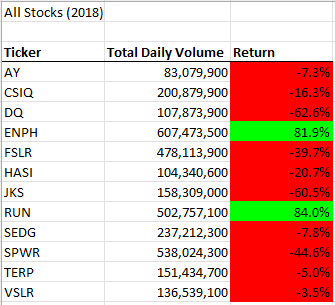 All Stocks (2018)
Ticker Total Daily Volume Return
AY 83,079,900 -7.3%
CSIQ 200,879,900 -16.3%
DQ 107,873,900 -62.6%
ENPH 607,473,500 81.9%
FSLR 478,113,900 -39.7%
HASI 104,340,600 -20.7%
JKS 158,309,000 -60.5%
RUN 502,757,100 84.0%
SEDG 237,212,300 -7.8%
SPWR 538,024,300 -44.6%
TERP 151,434,700 -5.0%
VSLR 136,539,100 -3.5%